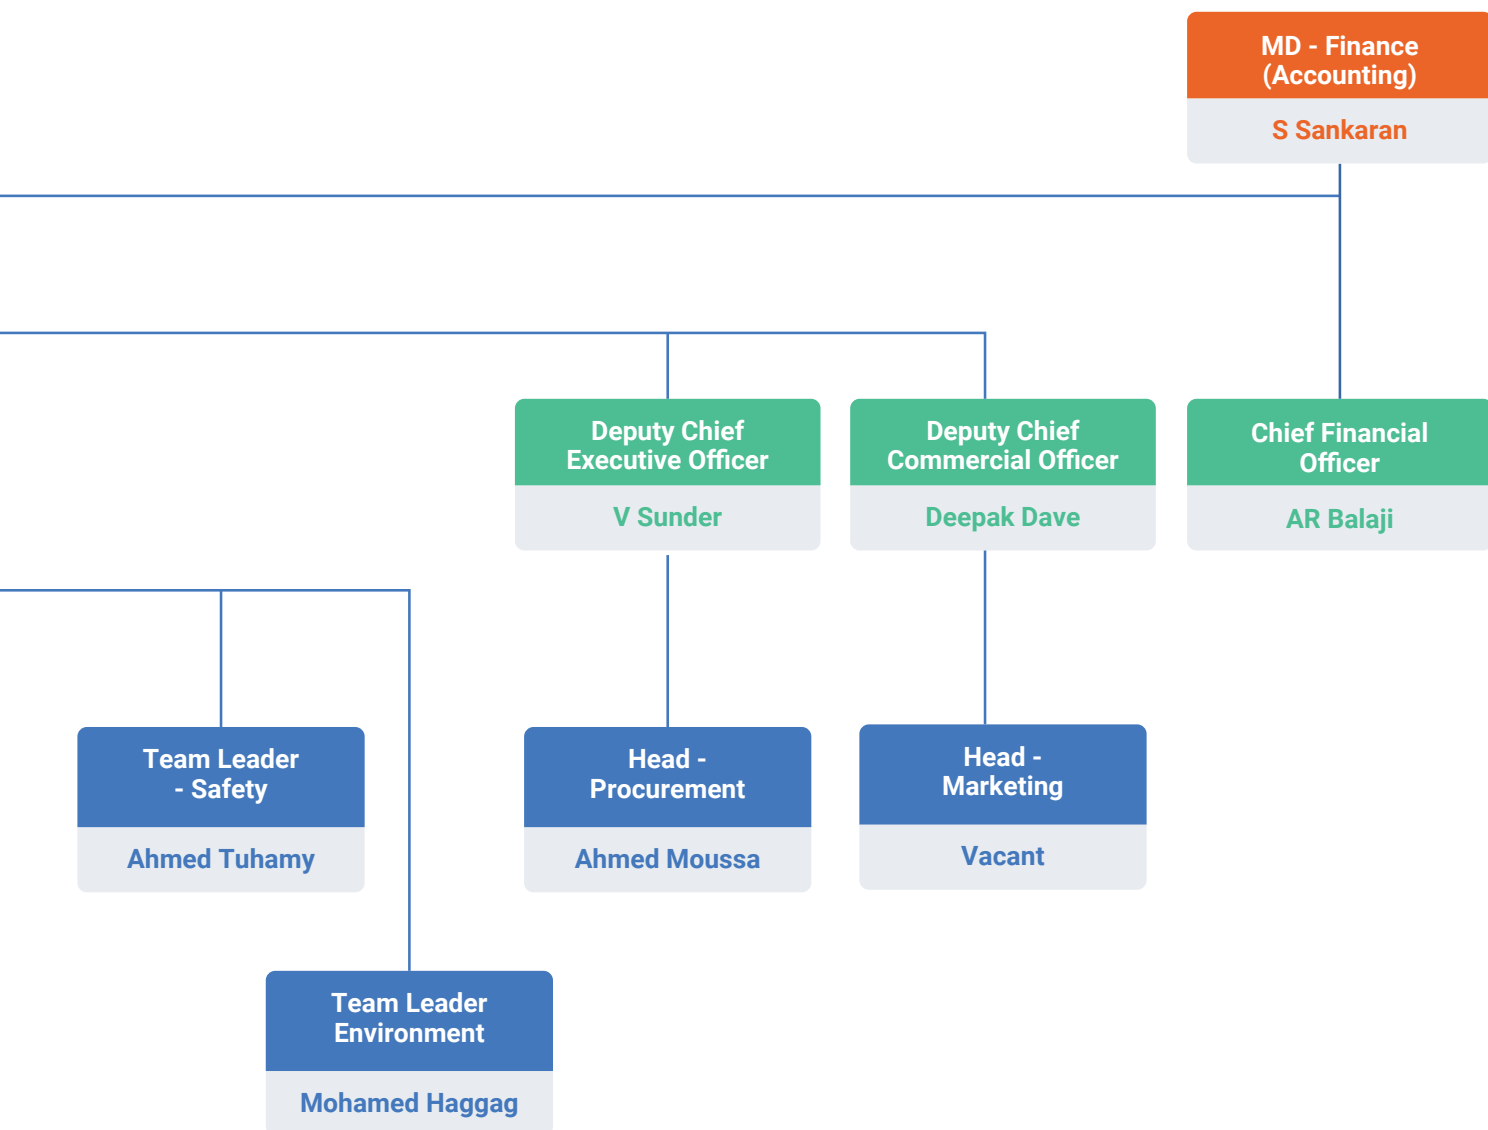 MD - Finance
(Accounting)
S Sankaran
Deputy Chief
Executive Officer
V Sunder
Deputy Chief
Commercial Officer
Deepak Dave
Chief Financial
Officer
AR Balaji
Team Leader
- Safety
Ahmed Tuhamy
Head -
Procurement
Ahmed Moussa
Head -
Marketing
Vacant
Team Leader
Environment
Mohamed Haggag